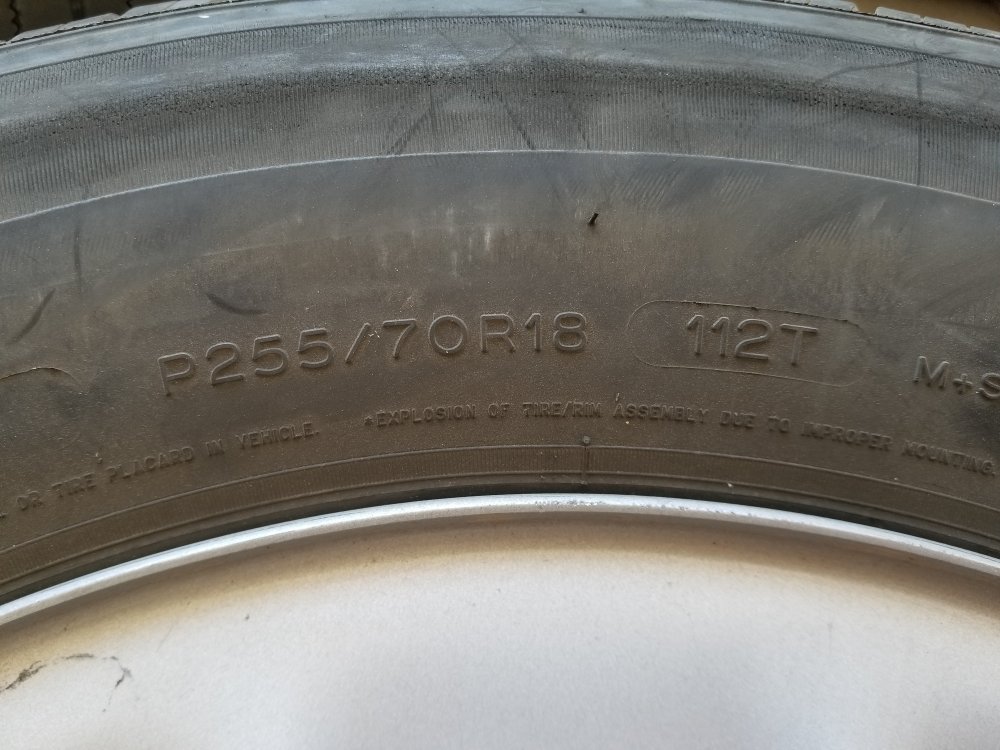 P255/70R18 112T M+S
OR TIRE PLACARD IN VEHICLE. *EXPLOSION OF TIRE/RIM ASSEMBLY DUE TO IMPROPER MOUNTING.